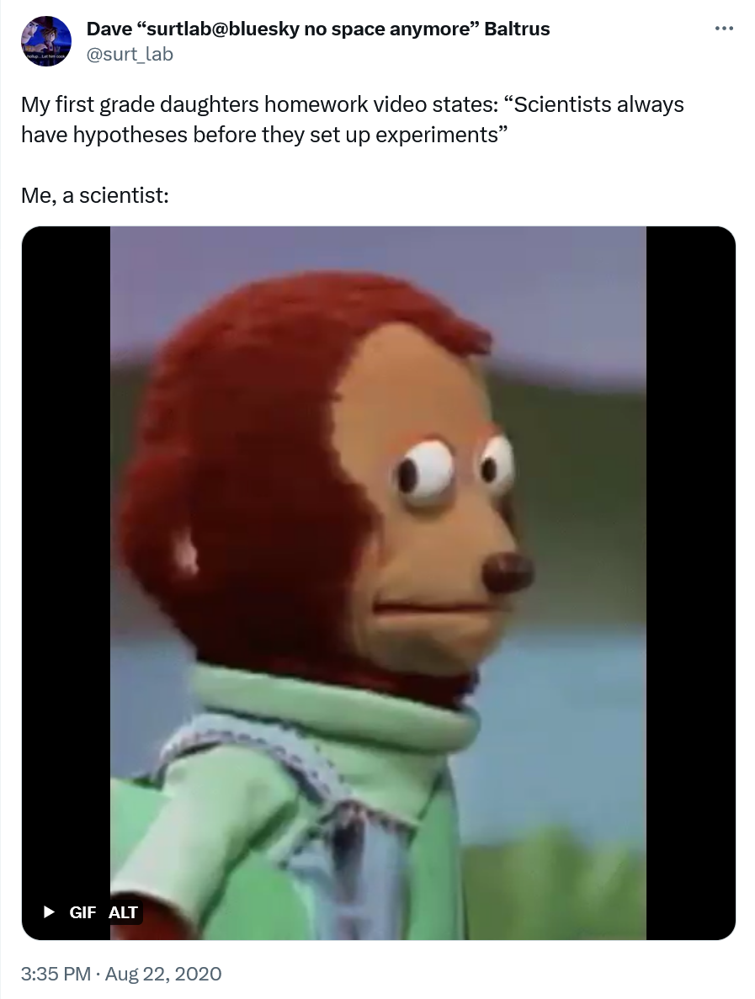 Dave “surtlab@bluesky no space anymore” Baltrus
@surt_lab
My first grade daughters homework video states: “Scientists always
have hypotheses before they set up experiments”
Me, a scientist:
GIF ALT
3:35 PM · Aug 22, 2020